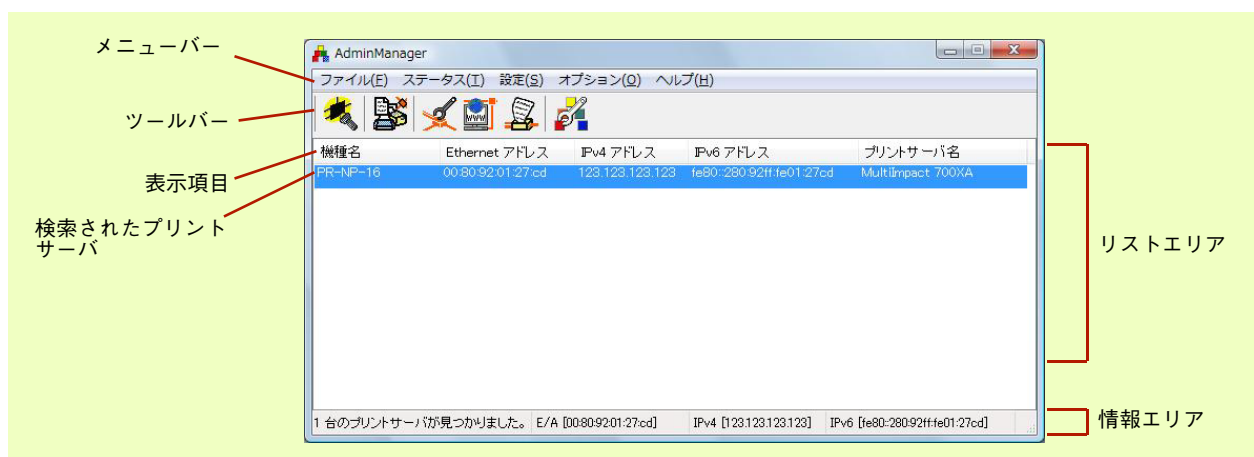 メニューバー
AdminManager
ファイル(F) ステータス(T) 設定(S) オプション(O) ヘルプ(H)
ツールバー
WWW
表示項目
機種名 Ethernet アドレス IPv4 アドレス IPv6 アドレス プリントサーバ名
検索されたプリント
サーバ
PR-NP-16 00:80:92:01:27:cd 123.123.123.123 fe80::280:92ff:fe01:27cd MultiImpact 700XA
リストエリア
1 台のプリントサーバが見つかりました。 E/A [00:80:92:01:27:cd] IPv4 [123.123.123.123] IPv6 [fe80::280:92ff:fe01:27cd]
情報エリア